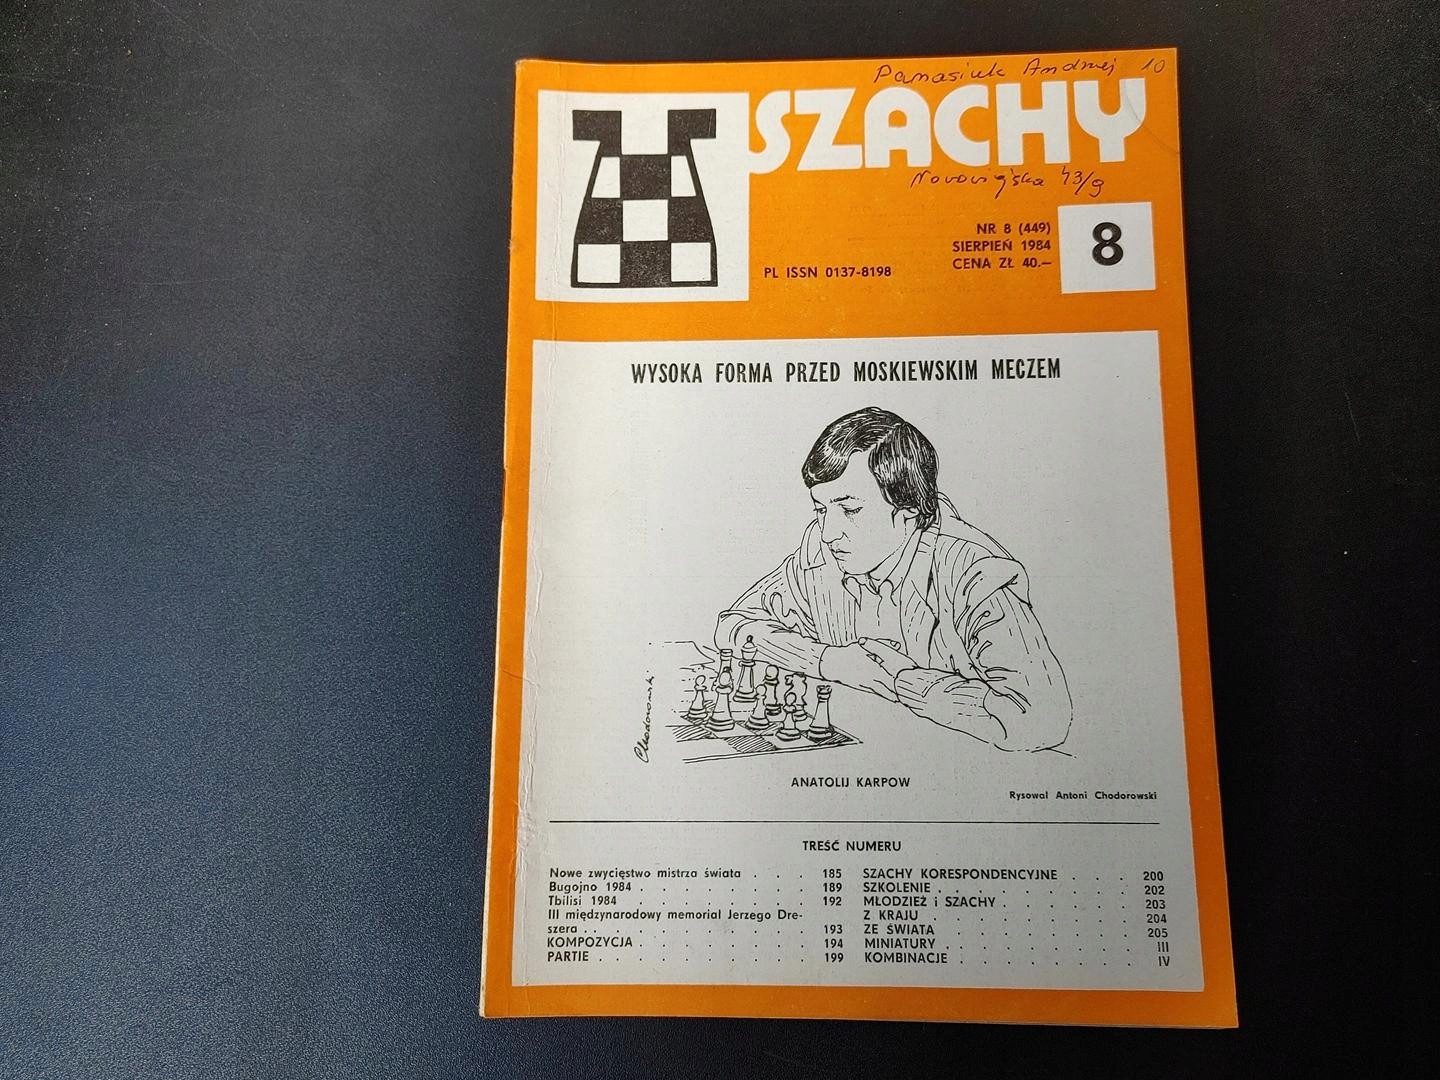 Panasiuk Andrzej 10
SZACHY
Nowowiejska 43/9
NR 8 (449)
SIERPIEŃ 1984
CENA ZŁ 40.—
8
PL ISSN 0137-8198
WYSOKA FORMA PRZED MOSKIEWSKIM MECZEM
Chodorowski
ANATOLIJ KARPOW
Rysował Antoni Chodorowski
TREŚĆ NUMERU
Nowe zwycięstwo mistrza świata . . . 185
Bugojno 1984 . . . . . . . . 189
Tbilisi 1984 . . . . . . . . 192
III międzynarodowy memoriał Jerzego Dre-
szera . . . . . . . . . . . 193
KOMPOZYCJA . . . . . . . . 194
PARTIE . . . . . . . . . . 199
SZACHY KORESPONDENCYJNE . . . 200
SZKOLENIE . . . . . . . . . 202
MŁODZIEŻ i SZACHY . . . . . . 203
Z KRAJU . . . . . . . . . 204
ZE ŚWIATA . . . . . . . . 205
MINIATURY . . . . . . . . III
KOMBINACJE . . . . . . . . IV